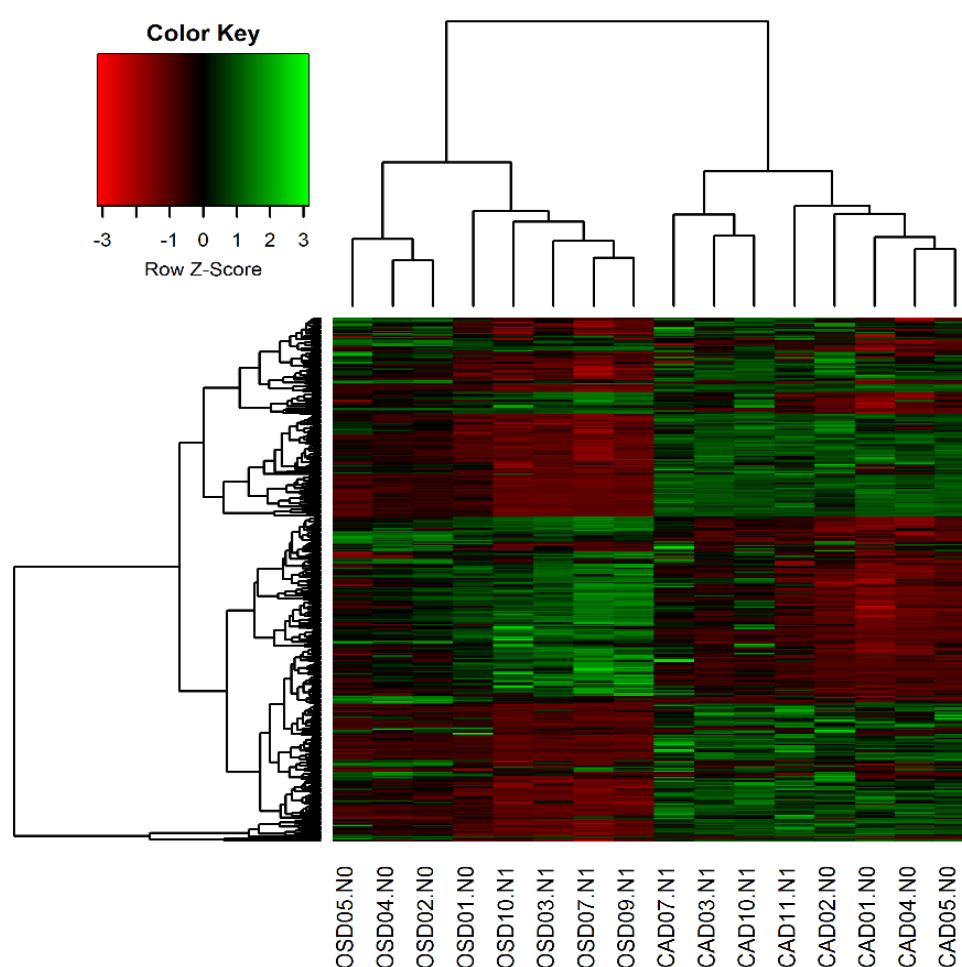 Color Key
-3 -1 0 1 2 3
Row Z-Score
OSD05.N0
OSD04.N0
OSD02.N0
OSD01.N0
OSD10.N1
OSD03.N1
OSD07.N1
OSD09.N1
CAD07.N1
CAD03.N1
CAD10.N1
CAD11.N1
CAD02.N0
CAD01.N0
CAD04.N0
CAD05.N0